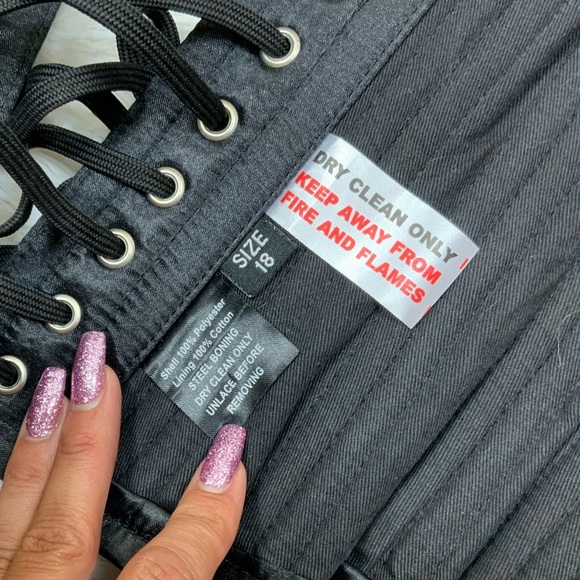 DRY CLEAN ONLY
KEEP AWAY FROM
FIRE AND FLAMES
SIZE
18
Shell 100% Polyester
Lining 100% Cotton
STEEL BONING
DRY CLEAN ONLY
UNLACE BEFORE
REMOVING